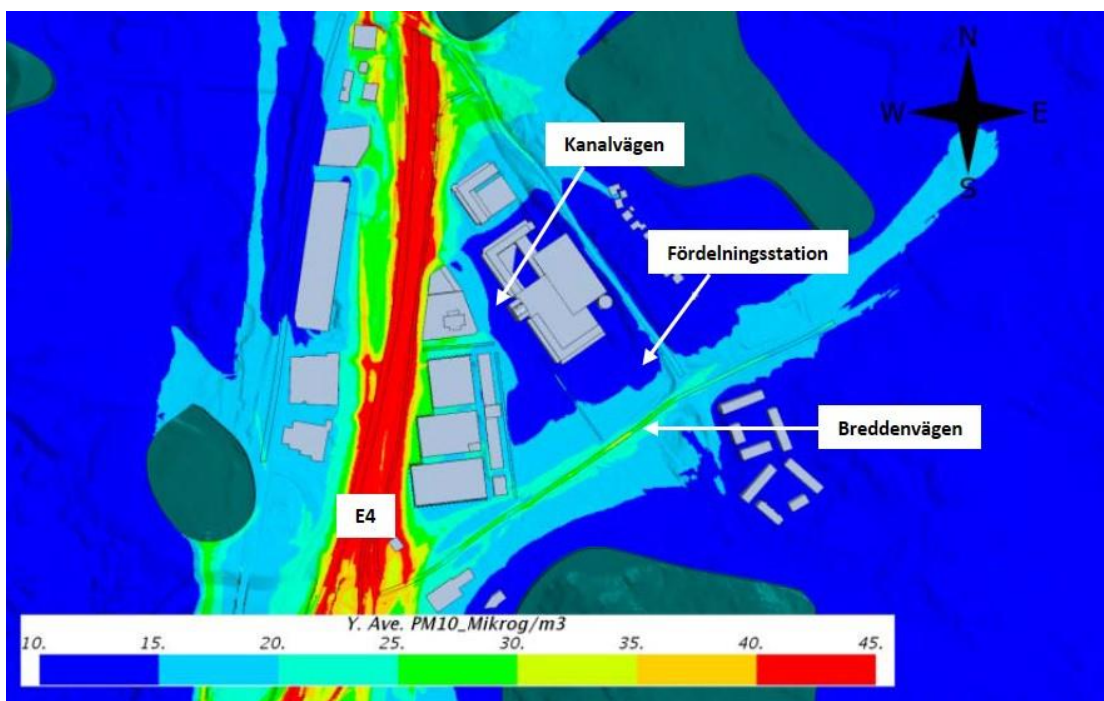 N
W E
S
Kanalvägen
Fördelningsstation
Breddenvägen
E4
Y. Ave. PM10_Mikrog/m3
10. 15. 20. 25. 30. 35. 40. 45.